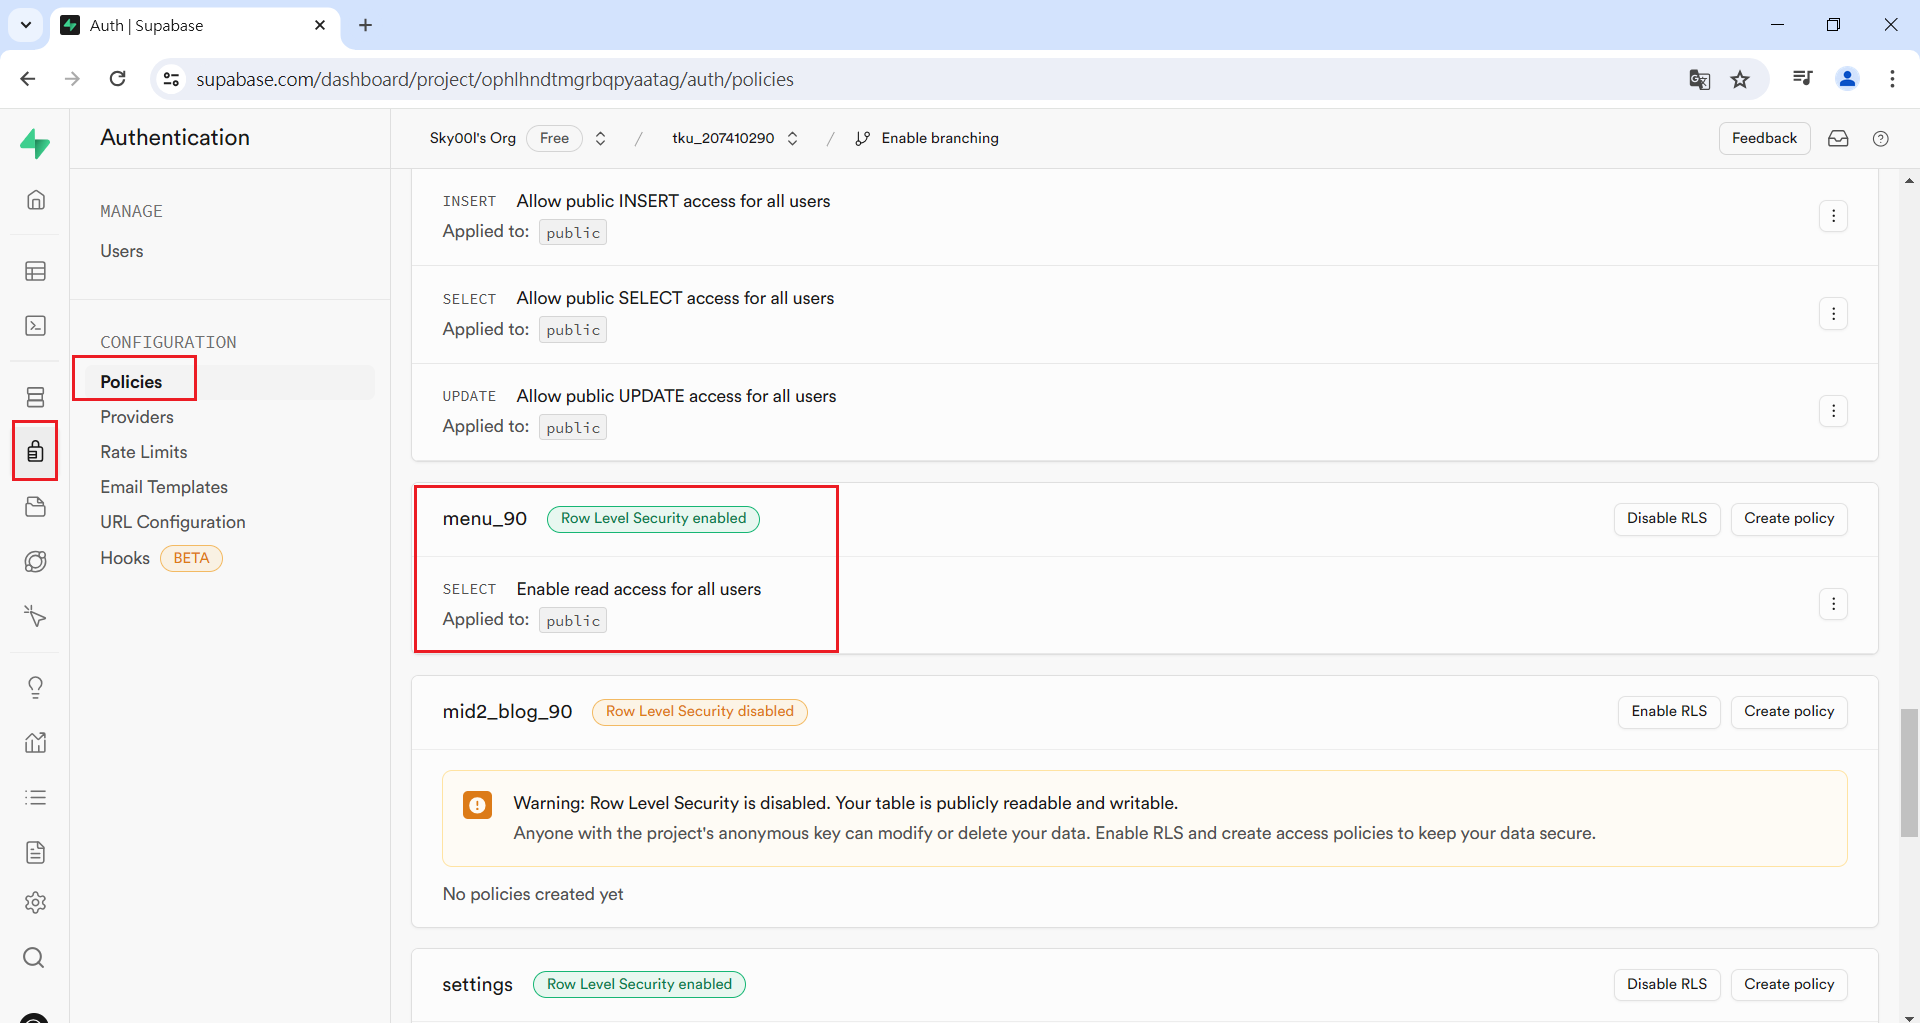 Auth | Supabase
supabase.com/dashboard/project/ophlhndtmgrbqpyaatag/auth/policies
Authentication
Sky00l's Org Free / tku_207410290 / Enable branching Feedback
MANAGE
Users
CONFIGURATION
Policies
Providers
Rate Limits
Email Templates
URL Configuration
Hooks BETA
INSERT Allow public INSERT access for all users
Applied to: public
SELECT Allow public SELECT access for all users
Applied to: public
UPDATE Allow public UPDATE access for all users
Applied to: public
menu_90 Row Level Security enabled Disable RLS Create policy
SELECT Enable read access for all users
Applied to: public
mid2_blog_90 Row Level Security disabled Enable RLS Create policy
Warning: Row Level Security is disabled. Your table is publicly readable and writable.
Anyone with the project's anonymous key can modify or delete your data. Enable RLS and create access policies to keep your data secure.
No policies created yet
settings Row Level Security enabled Disable RLS Create policy